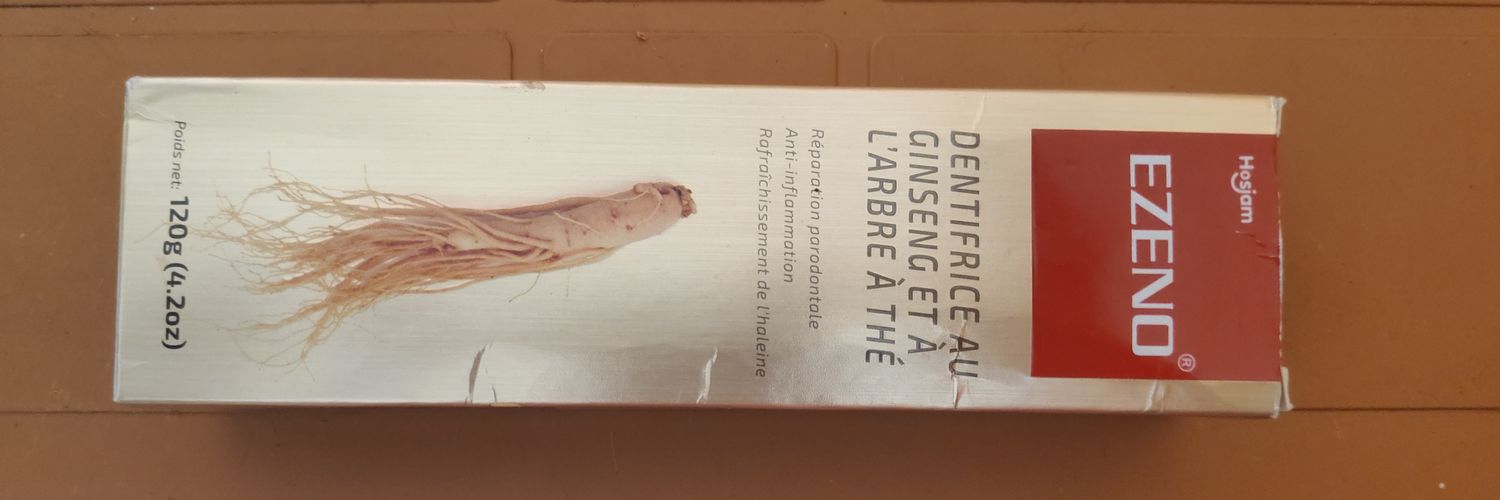 Hosjam
EZENO®
DENTIFRICE AU
GINSENG ET À
L'ARBRE À THÉ
Réparation parodontale
Anti-inflammation
Rafraîchissement de l'haleine
Poids net: 120g (4.2oz)